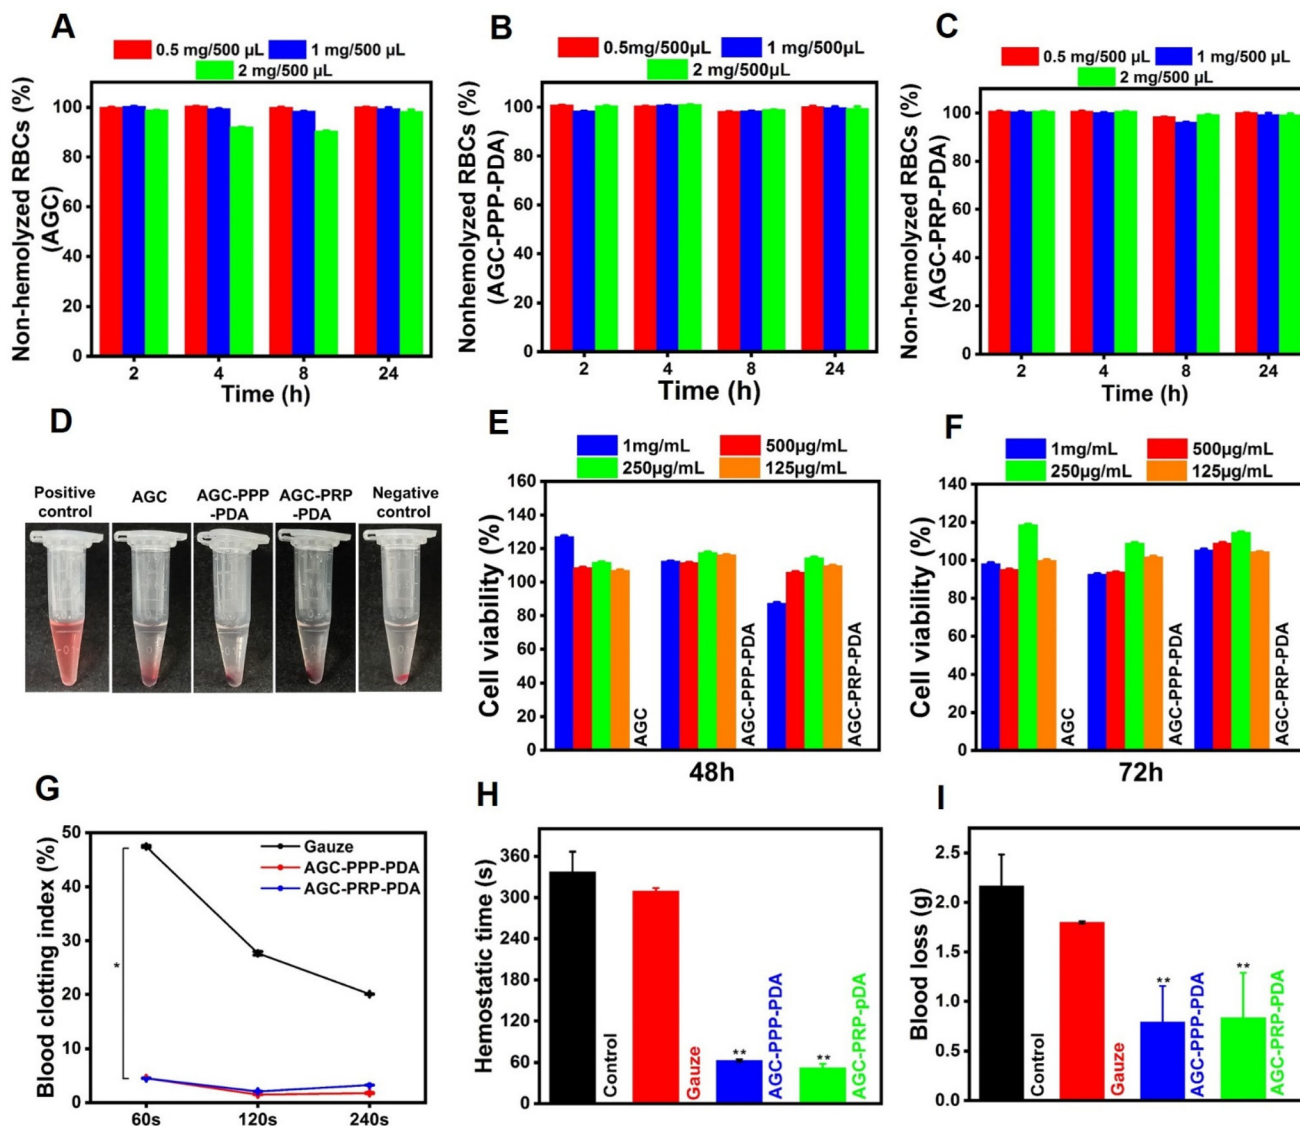 A
0.5 mg/500 µL 1 mg/500 µL
2 mg/500 µL
Non-hemolyzed RBCs (%)
(AGC)
100
80
60
40
20
0
2 4 8 24
Time (h)
B
0.5mg/500µL 1 mg/500µL
2 mg/500µL
Nonhemolyzed RBCs (%)
(AGC-PPP-PDA)
100
80
60
40
20
0
2 4 8 24
Time (h)
C
0.5 mg/500 µL 1 mg/500 µL
2 mg/500 µL
Non-hemolyzed RBCs (%)
(AGC-PRP-PDA)
100
80
60
40
20
0
2 4 8 24
Time (h)
D
Positive
control
AGC
AGC-PPP
-PDA
AGC-PRP
-PDA
Negative
control
E
1mg/mL 500µg/mL
250µg/mL 125µg/mL
Cell viability (%)
160
140
120
100
80
60
40
20
0
AGC
AGC-PPP-PDA
AGC-PRP-PDA
48h
F
1mg/mL 500µg/mL
250µg/mL 125µg/mL
Cell viability (%)
140
120
100
80
60
40
20
0
AGC
AGC-PPP-PDA
AGC-PRP-PDA
72h
G
Blood clotting index (%)
50
40
30
20
10
0
*
Gauze
AGC-PPP-PDA
AGC-PRP-PDA
60s 120s 240s
H
Hemostatic time (s)
360
300
240
180
120
60
0
Control
Gauze
**
AGC-PPP-PDA
**
AGC-PRP-pDA
I
Blood loss (g)
2.5
2.0
1.5
1.0
0.5
0.0
Control
Gauze
**
AGC-PPP-PDA
**
AGC-PRP-PDA